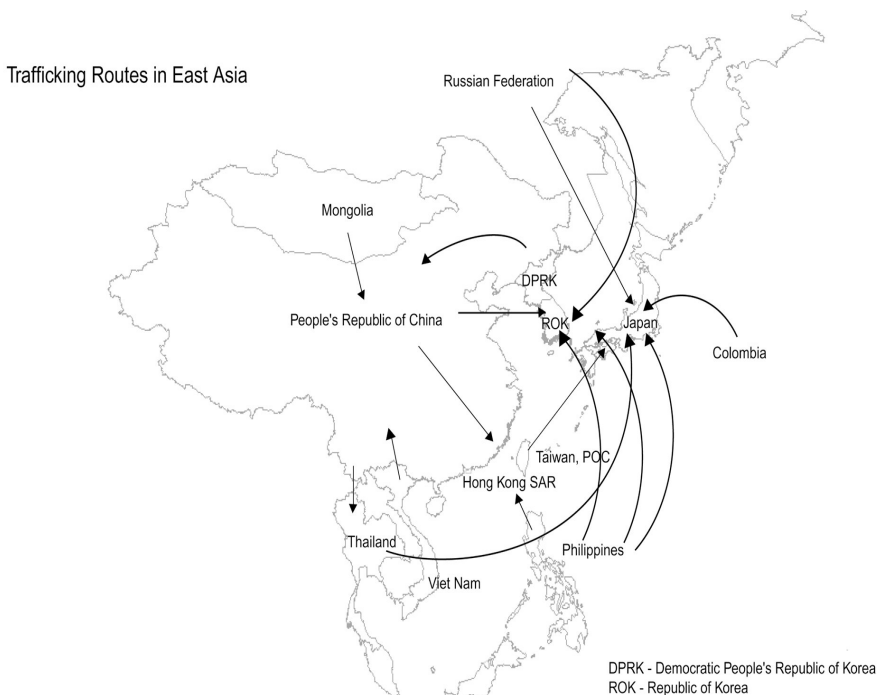 Trafficking Routes in East Asia
Russian Federation
Mongolia
DPRK
People's Republic of China
ROK
Japan
Colombia
Taiwan, POC
Hong Kong SAR
Thailand
Philippines
Viet Nam
DPRK - Democratic People's Republic of Korea
ROK - Republic of Korea